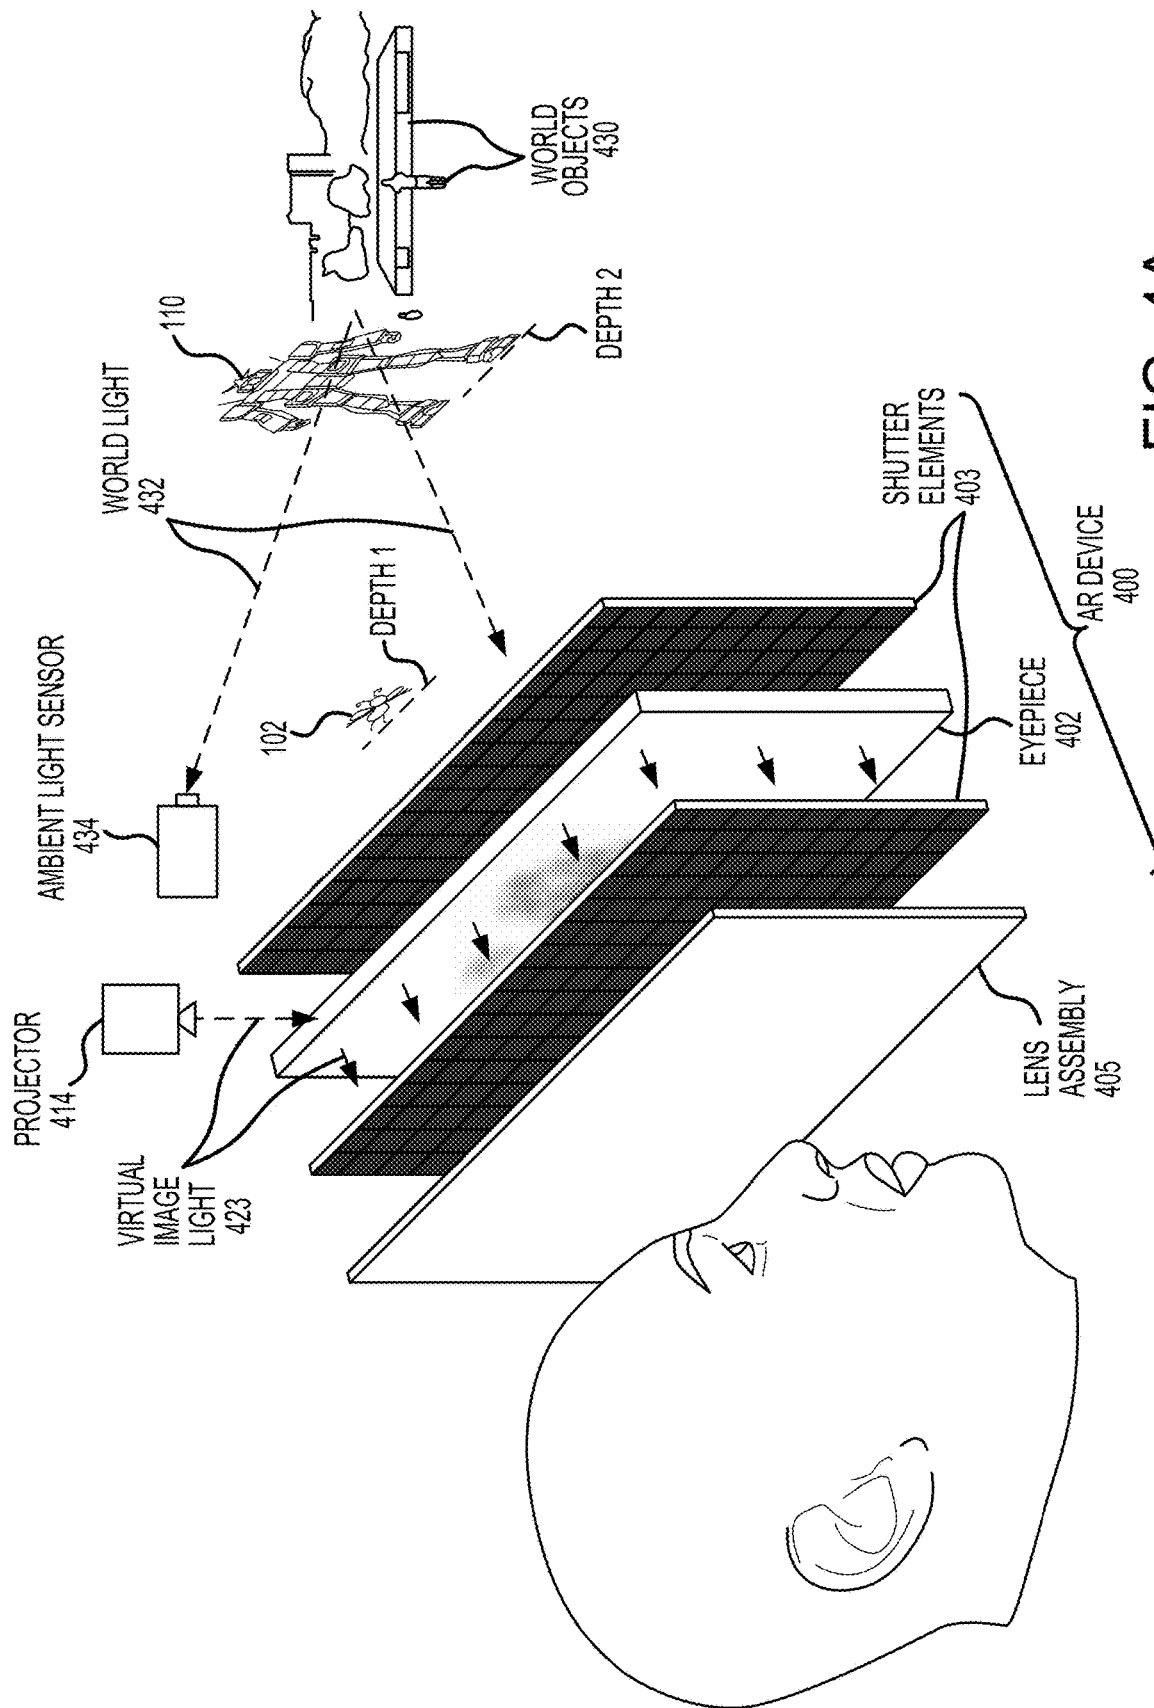 PROJECTOR
414
AMBIENT LIGHT SENSOR
434
WORLD LIGHT
432
VIRTUAL
IMAGE
LIGHT
423
110
102
DEPTH 1
WORLD
OBJECTS
430
DEPTH 2
SHUTTER
ELEMENTS
403
LENS
ASSEMBLY
405
EYEPIECE
402
AR DEVICE
400